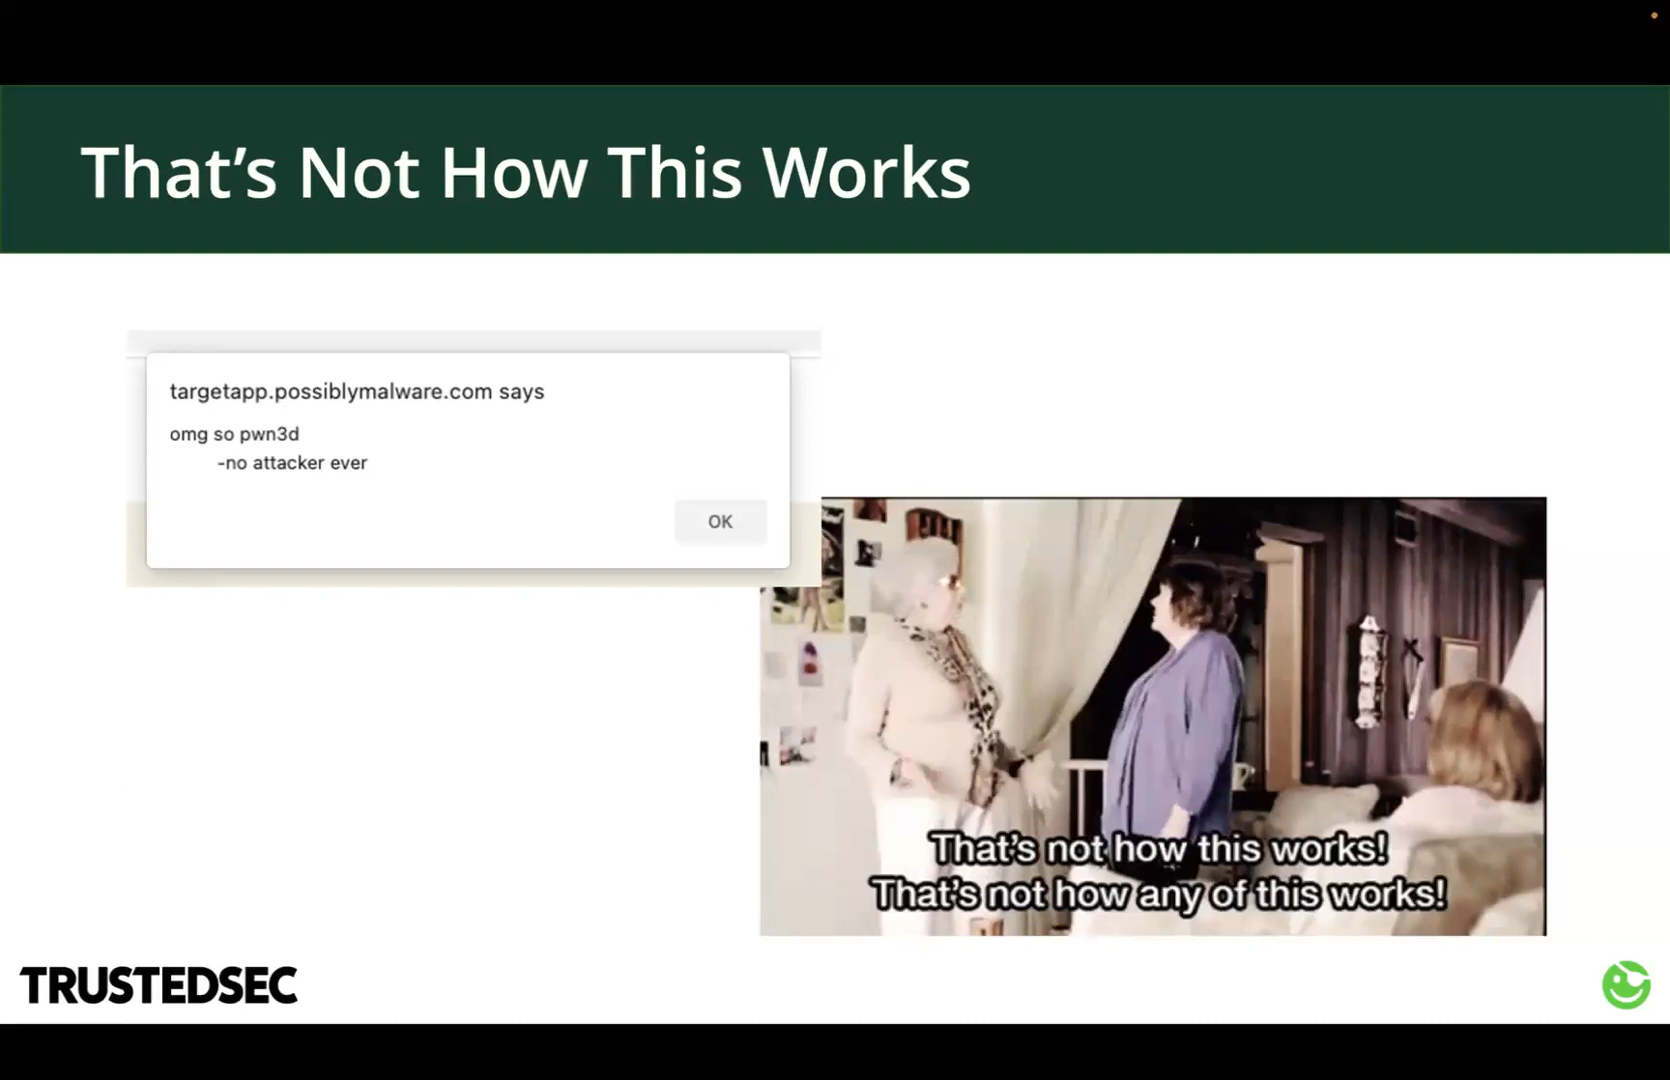 That’s Not How This Works
targetapp.possiblymalware.com says
omg so pwn3d
-no attacker ever
OK
That's not how this works!
That's not how any of this works!
TRUSTEDSEC